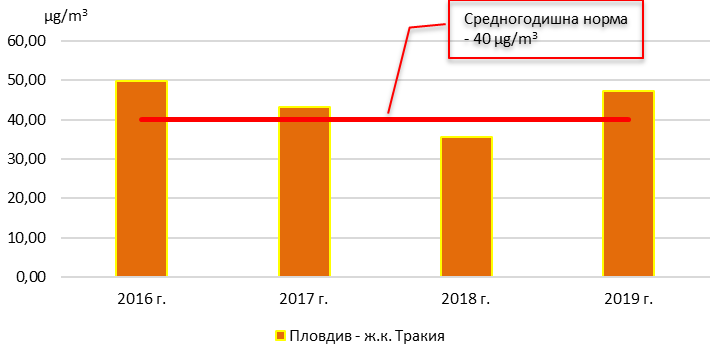 µg/m³
Средногодишна норма
- 40 µg/m³
60,00
50,00
40,00
30,00
20,00
10,00
0,00
2016 г.
2017 г.
2018 г.
2019 г.
Пловдив - ж.к. Тракия